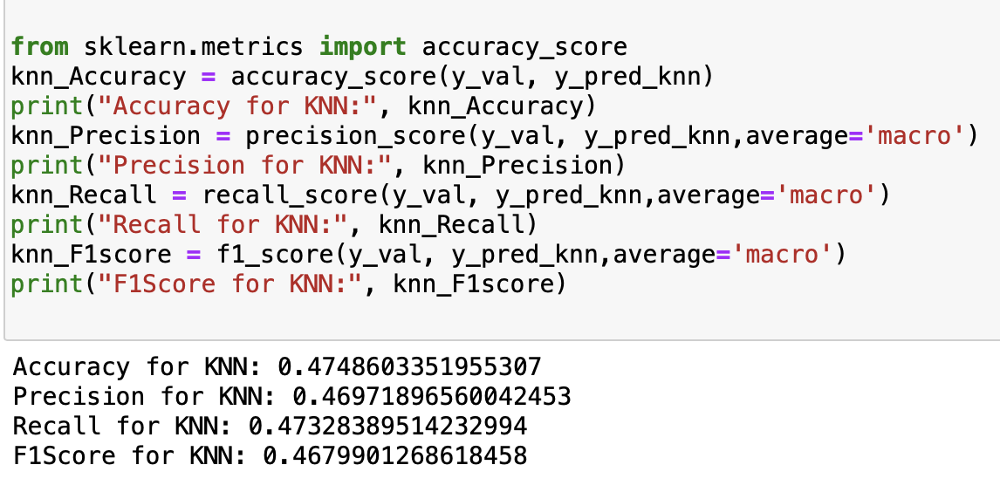 from sklearn.metrics import accuracy_score
knn_Accuracy = accuracy_score(y_val, y_pred_knn)
print("Accuracy for KNN:", knn_Accuracy)
knn_Precision = precision_score(y_val, y_pred_knn,average='macro')
print("Precision for KNN:", knn_Precision)
knn_Recall = recall_score(y_val, y_pred_knn,average='macro')
print("Recall for KNN:", knn_Recall)
knn_F1score = f1_score(y_val, y_pred_knn,average='macro')
print("F1Score for KNN:", knn_F1score)
Accuracy for KNN: 0.4748603351955307
Precision for KNN: 0.46971896560042453
Recall for KNN: 0.47328389514232994
F1Score for KNN: 0.4679901268618458